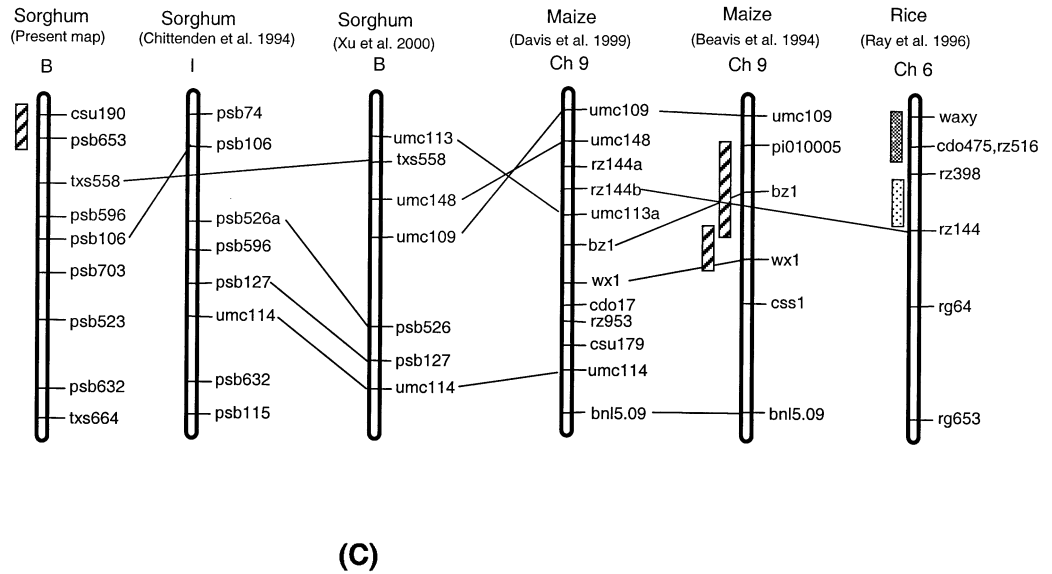 Sorghum
(Present map)
B
csu190
psb653
txs558
psb596
psb106
psb703
psb523
psb632
txs664
Sorghum
(Chittenden et al. 1994)
I
psb74
psb106
psb526a
psb596
psb127
umc114
psb632
psb115
Sorghum
(Xu et al. 2000)
B
umc113
txs558
umc148
umc109
psb526
psb127
umc114
Maize
(Davis et al. 1999)
Ch 9
umc109
umc148
rz144a
rz144b
umc113a
bz1
wx1
cdo17
rz953
csu179
umc114
bnl5.09
Maize
(Beavis et al. 1994)
Ch 9
umc109
pi010005
bz1
wx1
css1
bnl5.09
Rice
(Ray et al. 1996)
Ch 6
waxy
cdo475,rz516
rz398
rz144
rg64
rg653
(C)